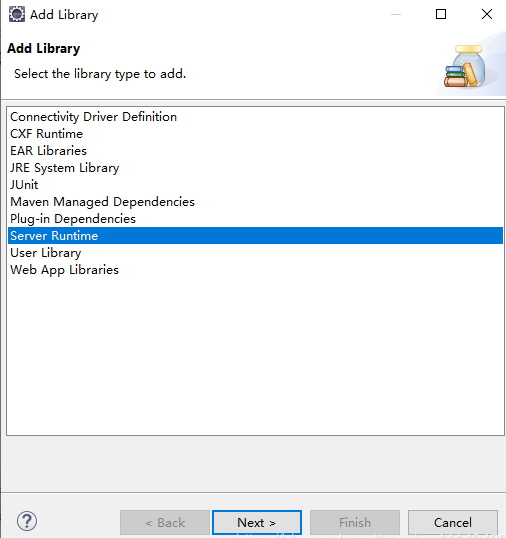 Add Library
Add Library
Select the library type to add.
Connectivity Driver Definition
CXF Runtime
EAR Libraries
JRE System Library
JUnit
Maven Managed Dependencies
Plug-in Dependencies
Server Runtime
User Library
Web App Libraries
?
< Back
Next >
Finish
Cancel